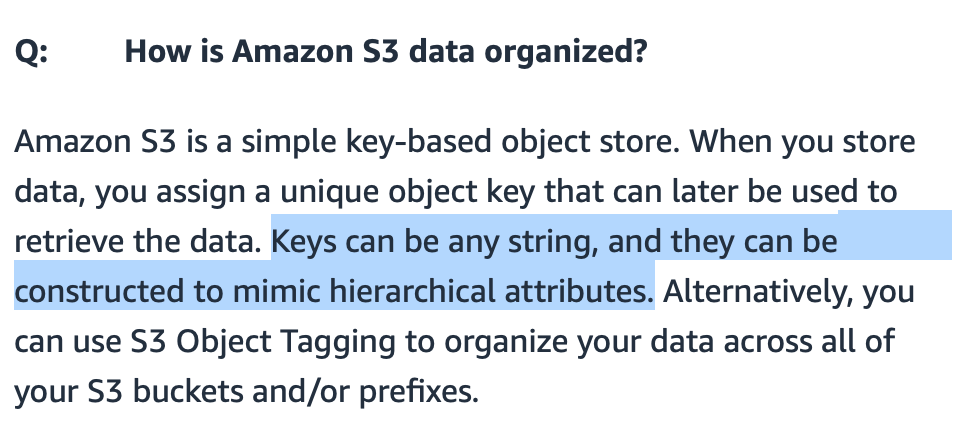 Q: How is Amazon S3 data organized?
Amazon S3 is a simple key-based object store. When you store
data, you assign a unique object key that can later be used to
retrieve the data. Keys can be any string, and they can be
constructed to mimic hierarchical attributes. Alternatively, you
can use S3 Object Tagging to organize your data across all of
your S3 buckets and/or prefixes.